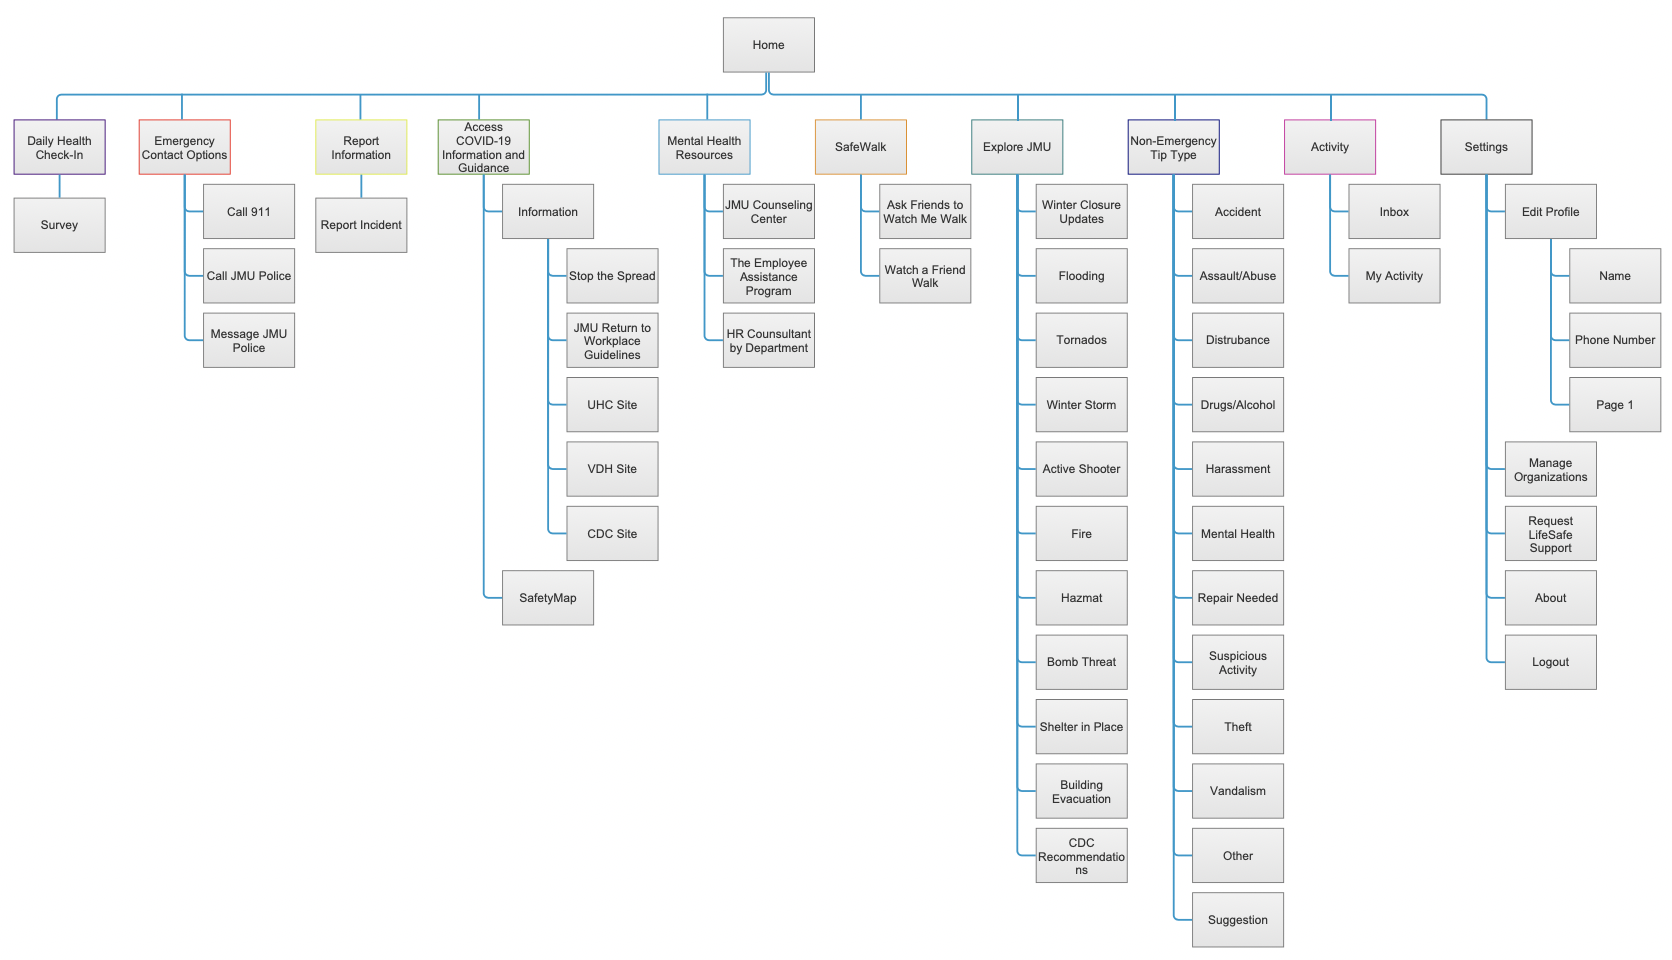 Home
Daily Health
Check-In
Survey
Emergency
Contact Options
Call 911
Call JMU Police
Message JMU
Police
Report
Information
Report Incident
Access
COVID-19
Information and
Guidance
Information
Stop the Spread
JMU Return to
Workplace
Guidelines
UHC Site
VDH Site
CDC Site
SafetyMap
Mental Health
Resources
JMU Counseling
Center
The Employee
Assistance
Program
HR Counsultant
by Department
SafeWalk
Ask Friends to
Watch Me Walk
Watch a Friend
Walk
Explore JMU
Winter Closure
Updates
Flooding
Tornados
Winter Storm
Active Shooter
Fire
Hazmat
Bomb Threat
Shelter in Place
Building
Evacuation
CDC
Recommendatio
ns
Non-Emergency
Tip Type
Accident
Assault/Abuse
Distrubance
Drugs/Alcohol
Harassment
Mental Health
Repair Needed
Suspicious
Activity
Theft
Vandalism
Other
Suggestion
Activity
Inbox
My Activity
Settings
Edit Profile
Name
Phone Number
Page 1
Manage
Organizations
Request
LifeSafe
Support
About
Logout